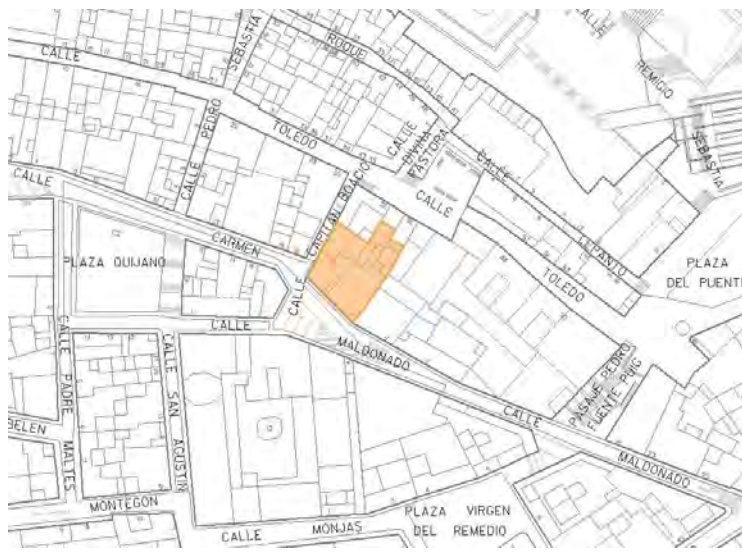 CALLE
SEBASTIA
ROQUE
CALLE
REMIGIO
SEBASTIA
CALLE
PEDRO
TOLEDO
CALLE
DIVINA
PASTORA
CALLE
LEPANTO
CALLE
CARMEN
CALLE
CAPITAN BOACIO
CALLE
TOLEDO
PLAZA QUIJANO
PLAZA
DEL PUENTE
CALLE
MALDONADO
CALLE PADRE
MALTES
CALLE SAN
AGUSTIN
PASAJE PEDRO
FUENTE PUIG
CALLE
MALDONADO
BELEN
MONTEGON
CALLE MONJAS
PLAZA VIRGEN
DEL REMEDIO